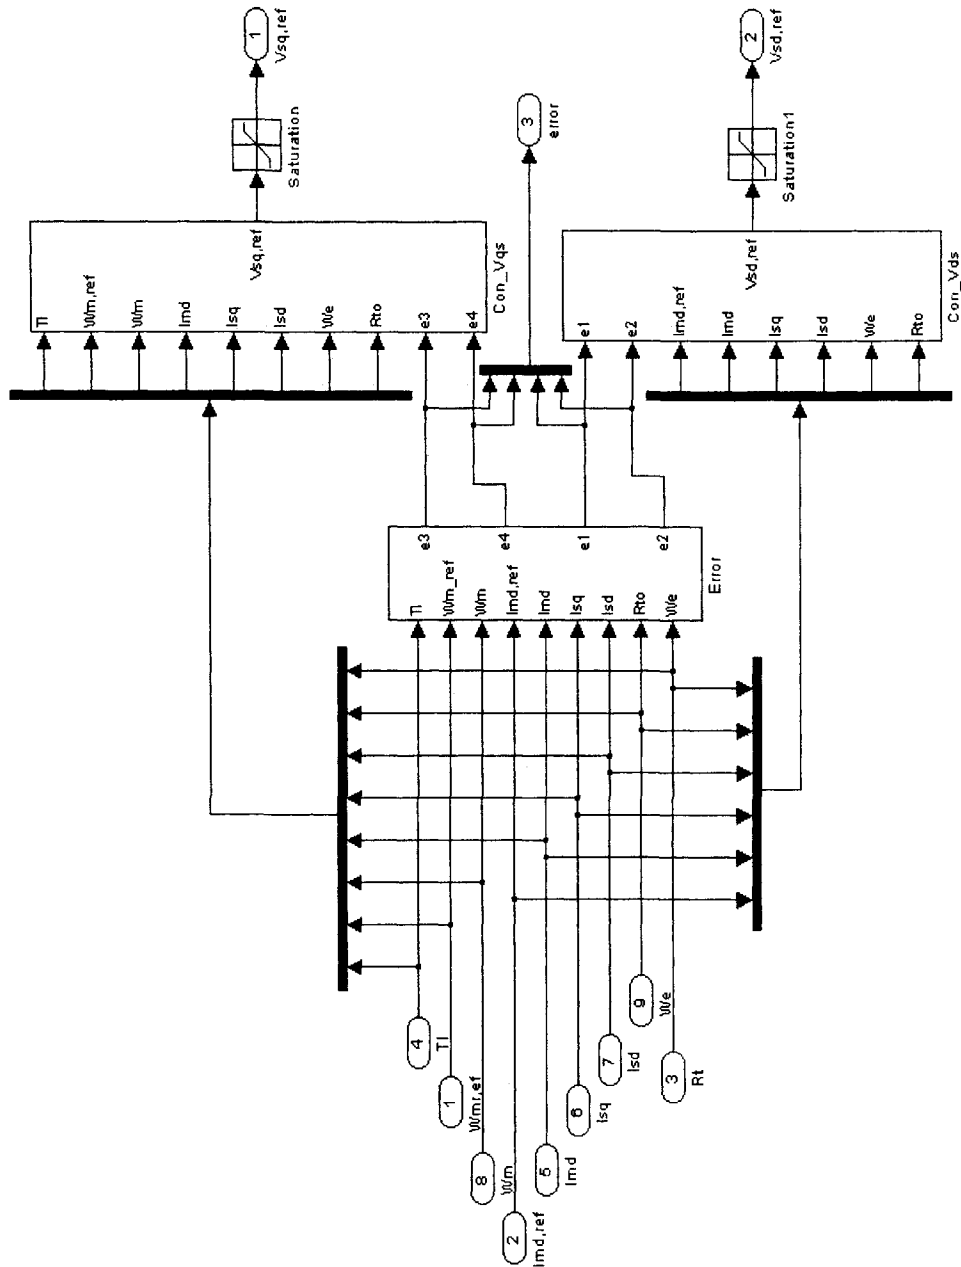 4
Tl
1
Wmr,ef
8
Wm
2
Imd,ref
5
Imd
6
Isq
7
Isd
9
We
3
Rt
Tl
Wm_ref
Wm
Imd,ref
Imd
Isq
Isd
Rto
We
e3
e4
e1
e2
Error
Tl
Wm,ref
Wm
Imd
Isq
Isd
We
Rto
e3
e4
Vsq,ref
Con_Vqs
Saturation
1
Vsq,ref
3
error
e1
e2
Imd,ref
Imd
Isq
Isd
We
Rto
Vsd,ref
Con_Vds
Saturation1
2
Vsd,ref